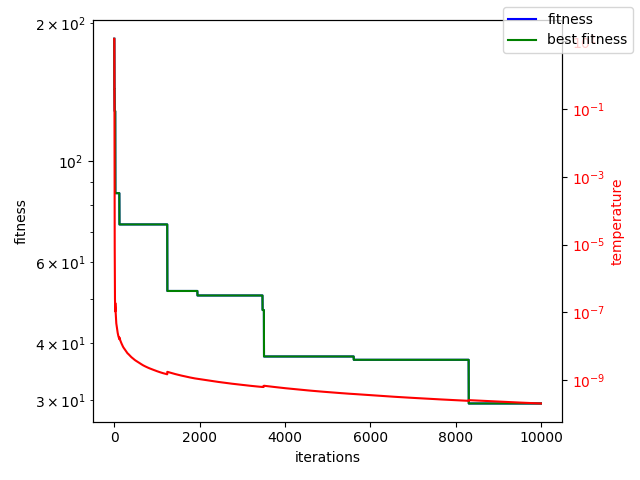 fitness
best fitness
2 × 10²
10²
6 × 10¹
4 × 10¹
3 × 10¹
fitness
10⁻¹
10⁻³
10⁻⁵
10⁻⁷
10⁻⁹
temperature
0
2000
4000
6000
8000
10000
iterations